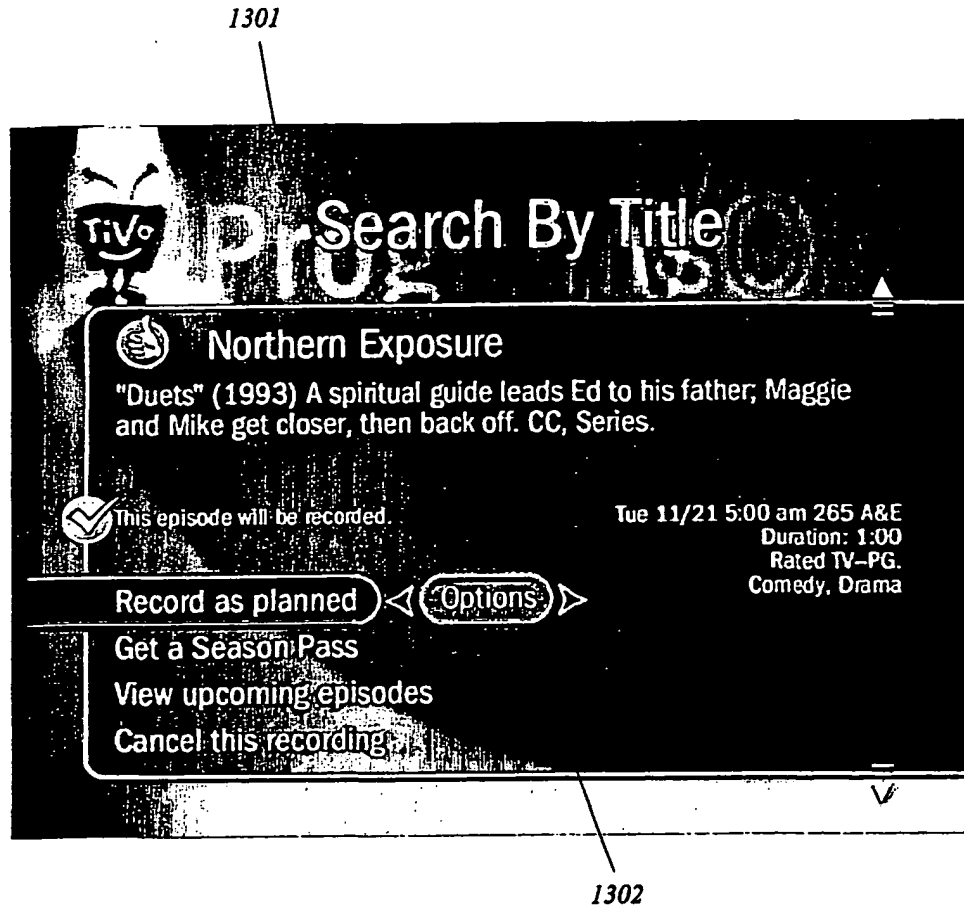 1301
TiVo
Search By Title
Northern Exposure
"Duets" (1993) A spiritual guide leads Ed to his father; Maggie
and Mike get closer, then back off. CC, Series.
This episode will be recorded.
Tue 11/21 5:00 am 265 A&E
Duration: 1:00
Rated TV-PG.
Comedy, Drama
Record as planned
Options
Get a Season Pass
View upcoming episodes
Cancel this recording
1302